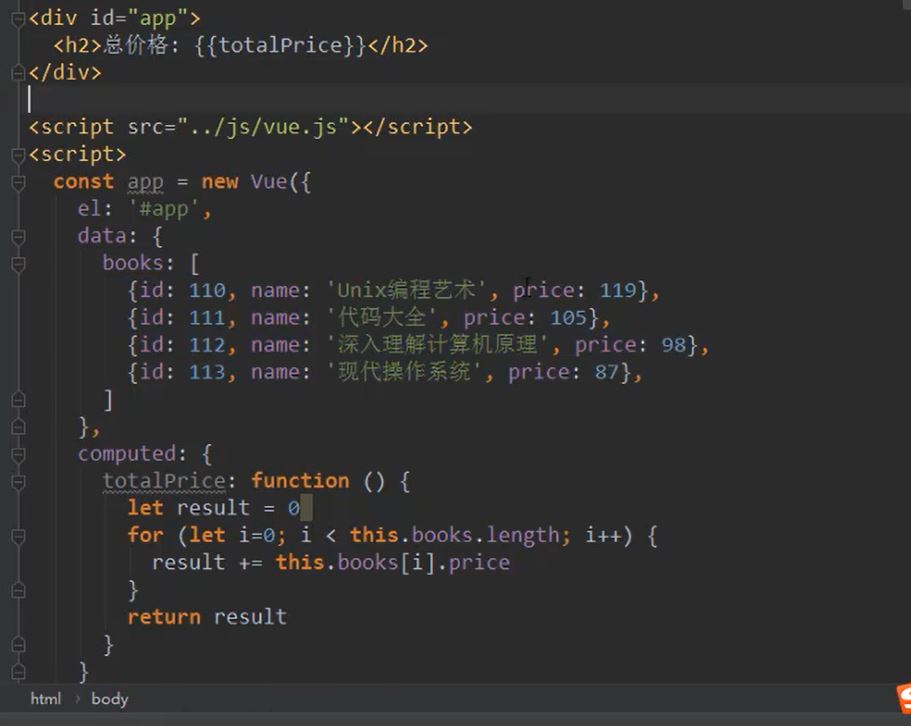 <div id="app">
  <h2>总价格: {{totalPrice}}</h2>
</div>
<script src="../js/vue.js"></script>
<script>
  const app = new Vue({
    el: '#app',
    data: {
      books: [
        {id: 110, name: 'Unix编程艺术', price: 119},
        {id: 111, name: '代码大全', price: 105},
        {id: 112, name: '深入理解计算机原理', price: 98},
        {id: 113, name: '现代操作系统', price: 87},
      ]
    },
    computed: {
      totalPrice: function () {
        let result = 0
        for (let i=0; i < this.books.length; i++) {
          result += this.books[i].price
        }
        return result
      }
    }
html › body